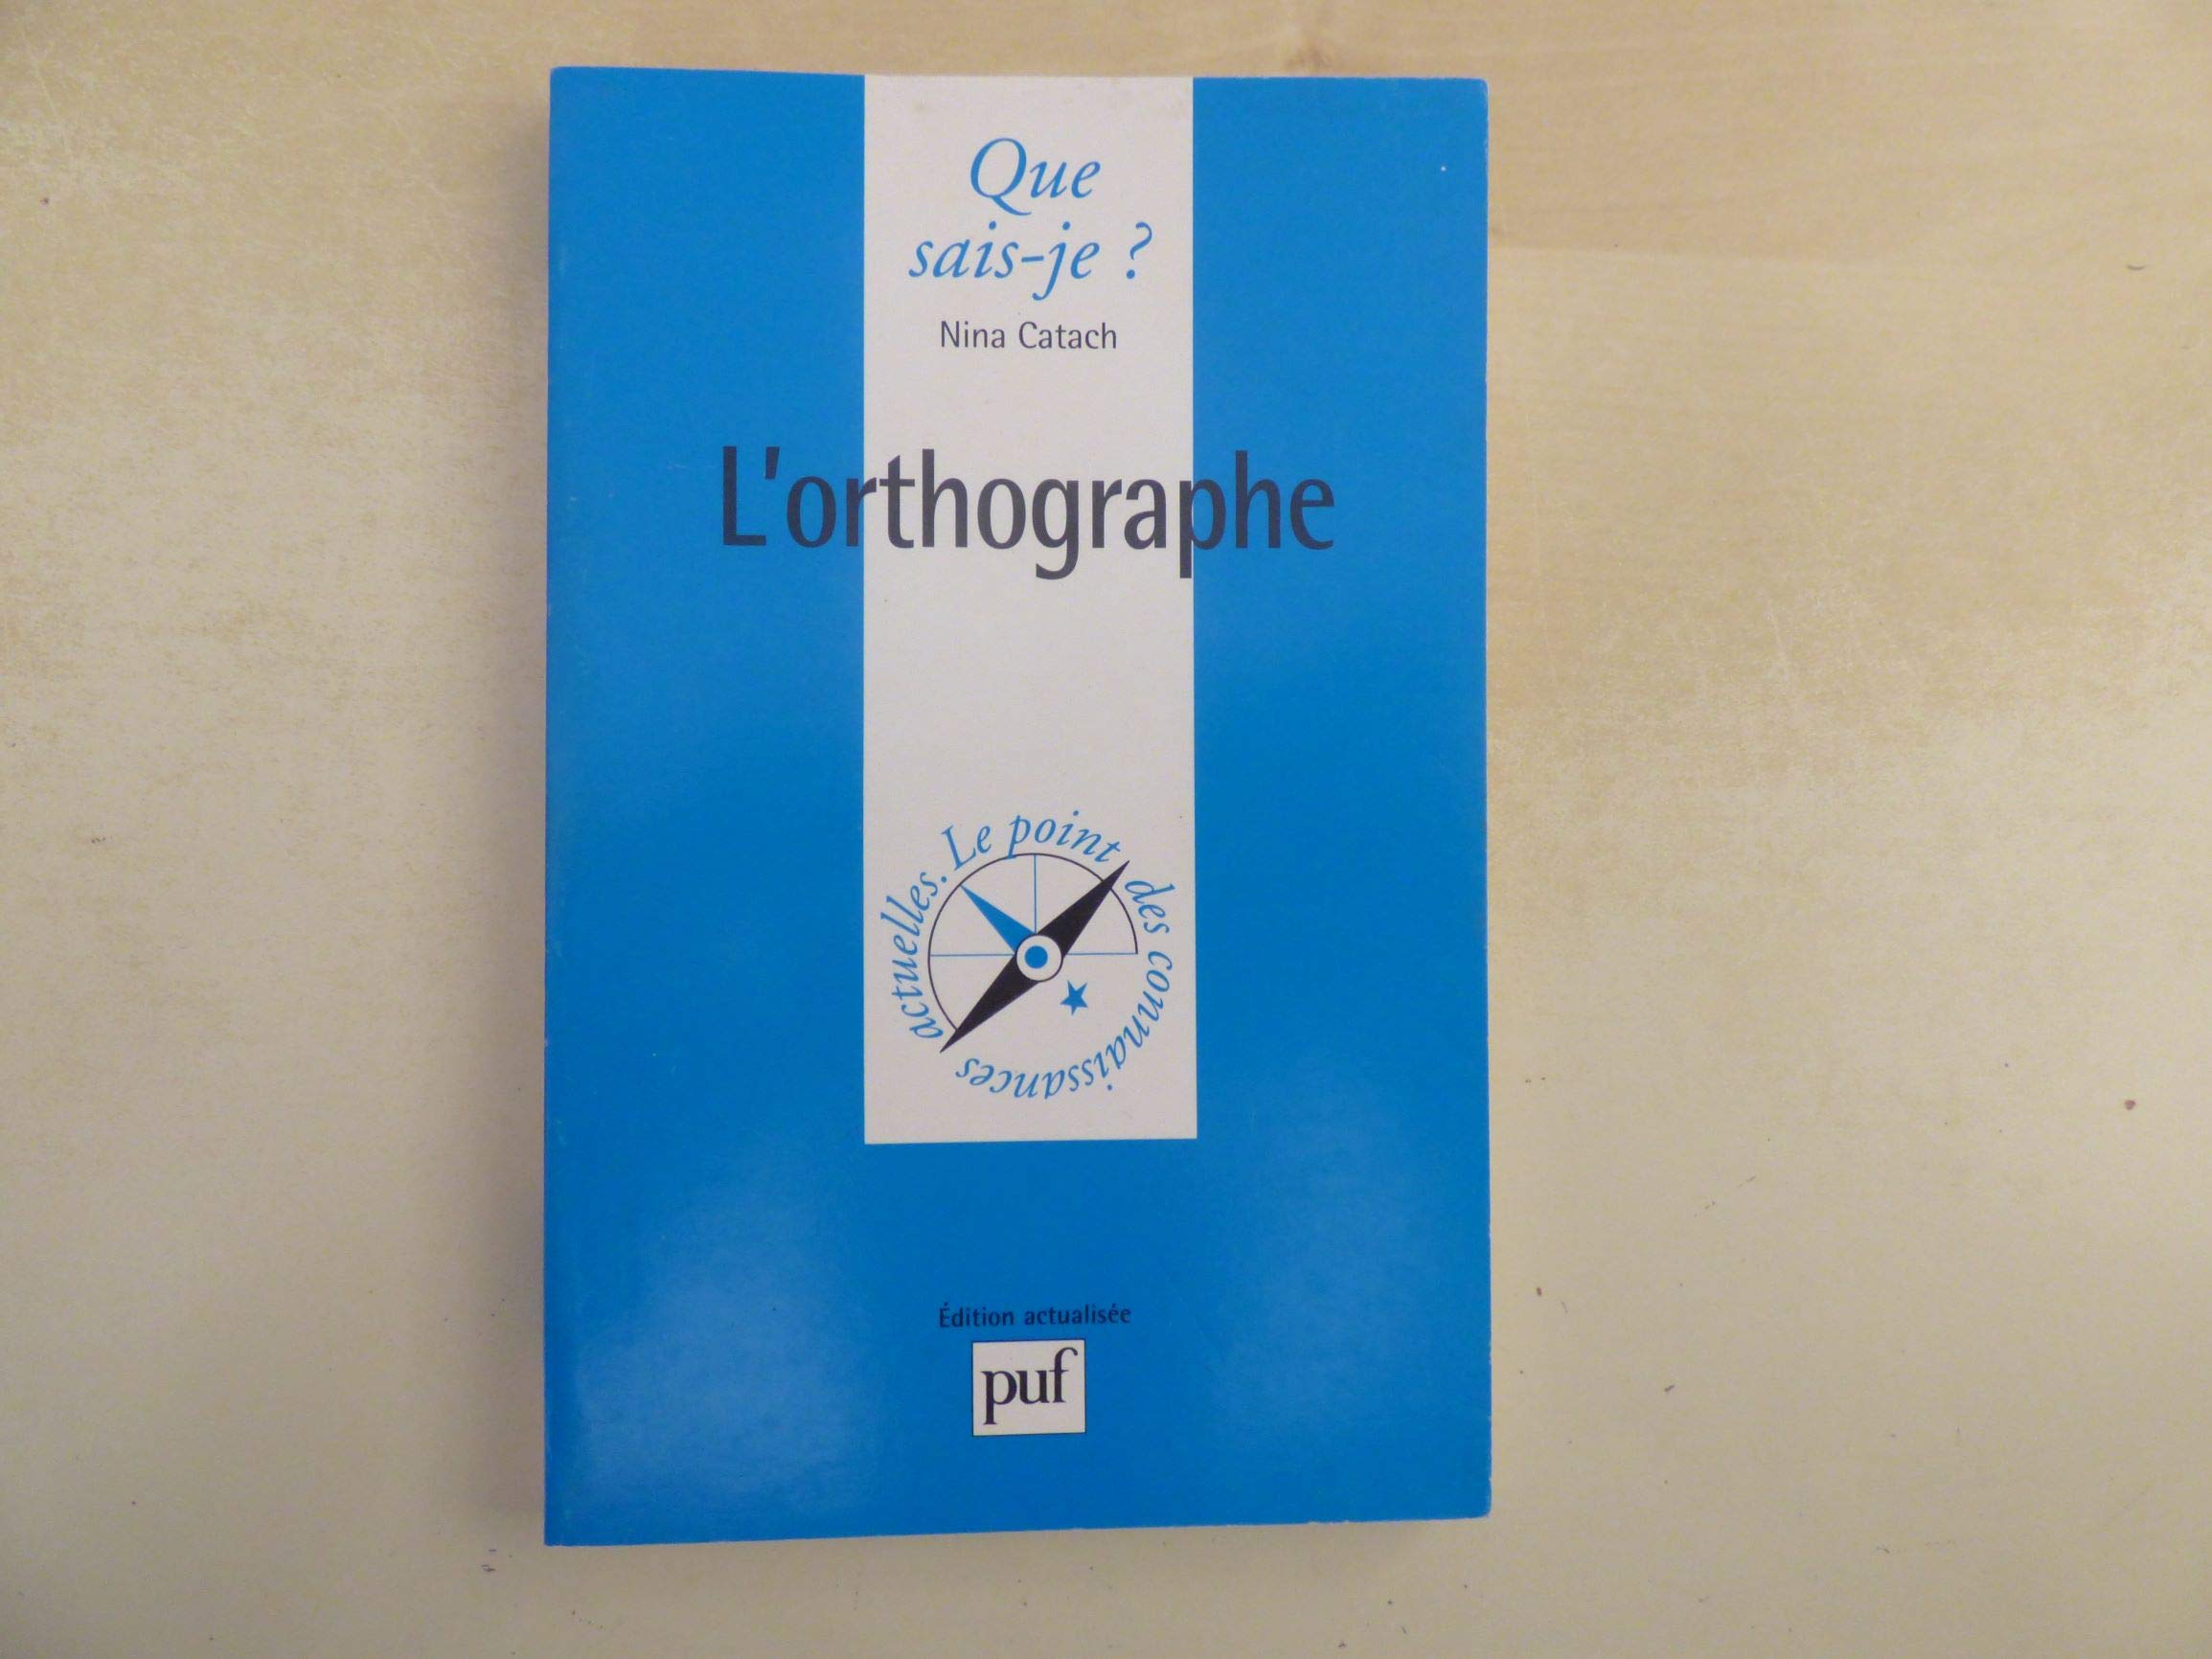 Que
sais-je ?
Nina Catach
L'orthographe
Le point des connaissances actuelles.
Édition actualisée
puf